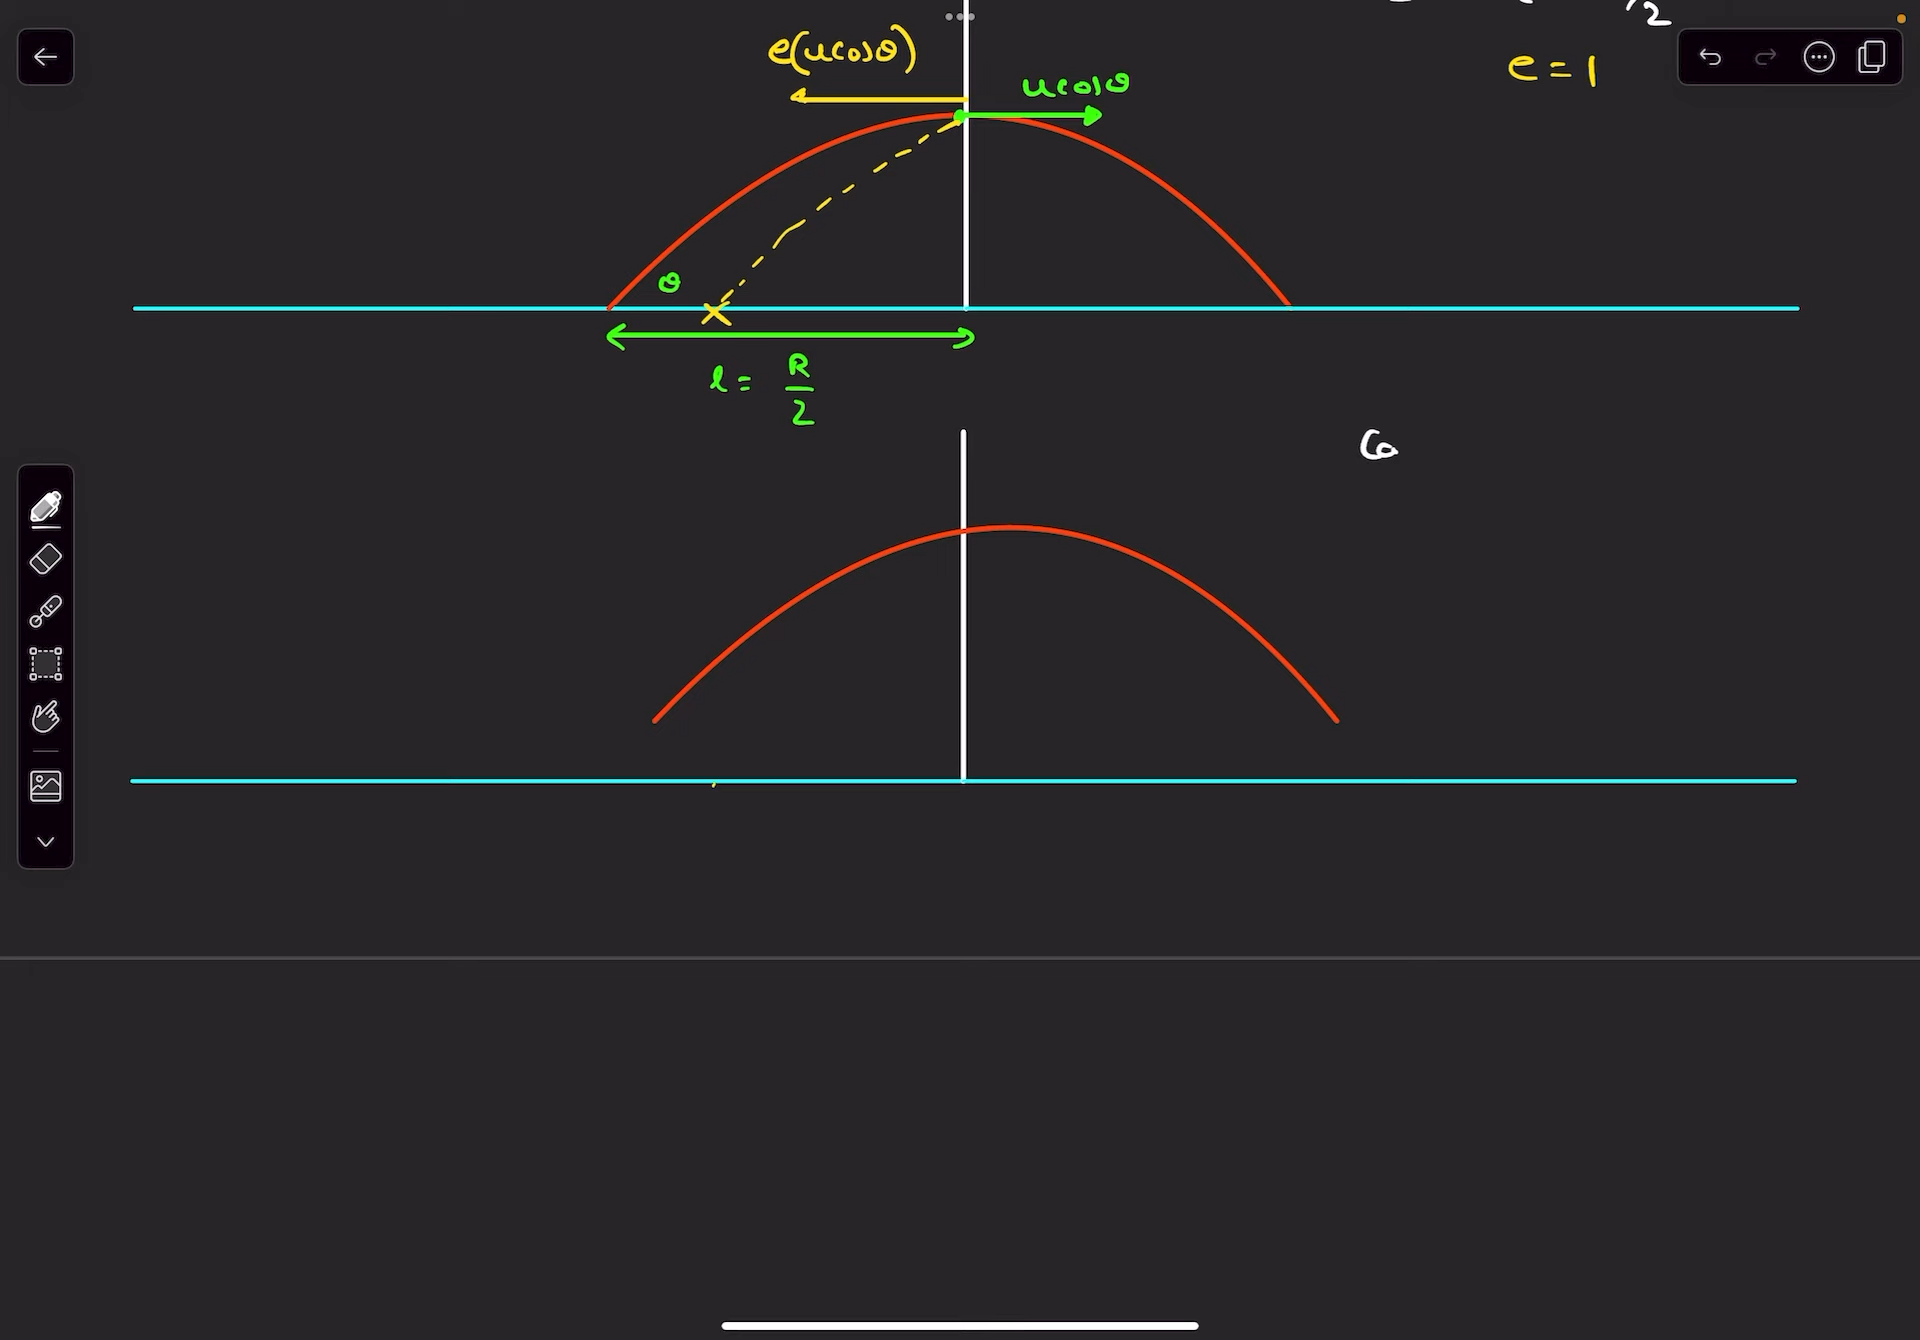 e(ucosθ)
ucosθ
e = 1
θ
l = R/2